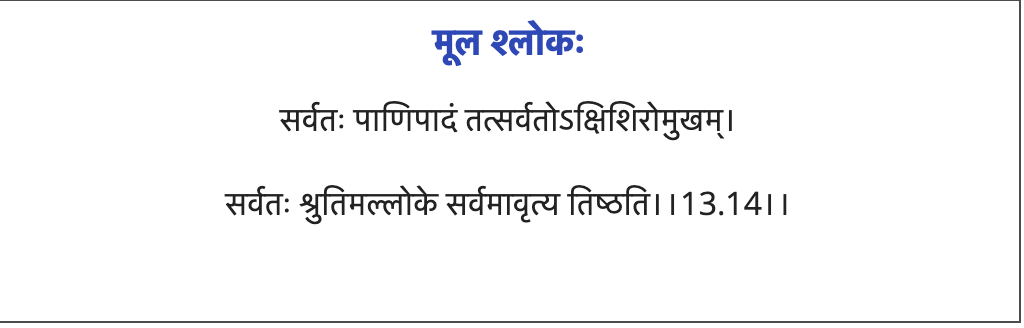 मूल श्लोकः
सर्वतः पाणिपादं तत्सर्वतोऽक्षिशिरोमुखम्।
सर्वतः श्रुतिमल्लोके सर्वमावृत्य तिष्ठति।।13.14।।